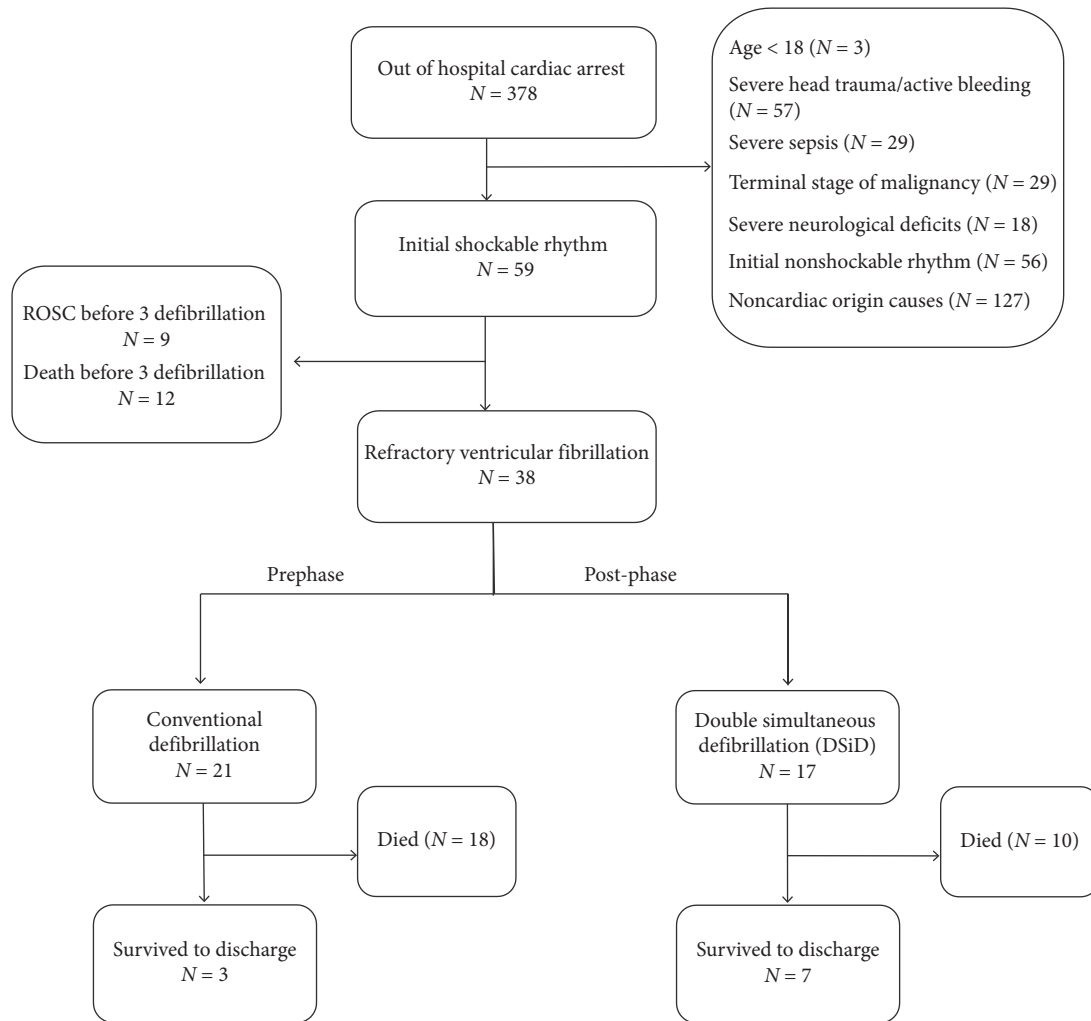 Out of hospital cardiac arrest
N = 378
Age < 18 (N = 3)
Severe head trauma/active bleeding
(N = 57)
Severe sepsis (N = 29)
Terminal stage of malignancy (N = 29)
Severe neurological deficits (N = 18)
Initial nonshockable rhythm (N = 56)
Noncardiac origin causes (N = 127)
Initial shockable rhythm
N = 59
ROSC before 3 defibrillation
N = 9
Death before 3 defibrillation
N = 12
Refractory ventricular fibrillation
N = 38
Prephase
Post-phase
Conventional
defibrillation
N = 21
Double simultaneous
defibrillation (DSiD)
N = 17
Died (N = 18)
Died (N = 10)
Survived to discharge
N = 3
Survived to discharge
N = 7